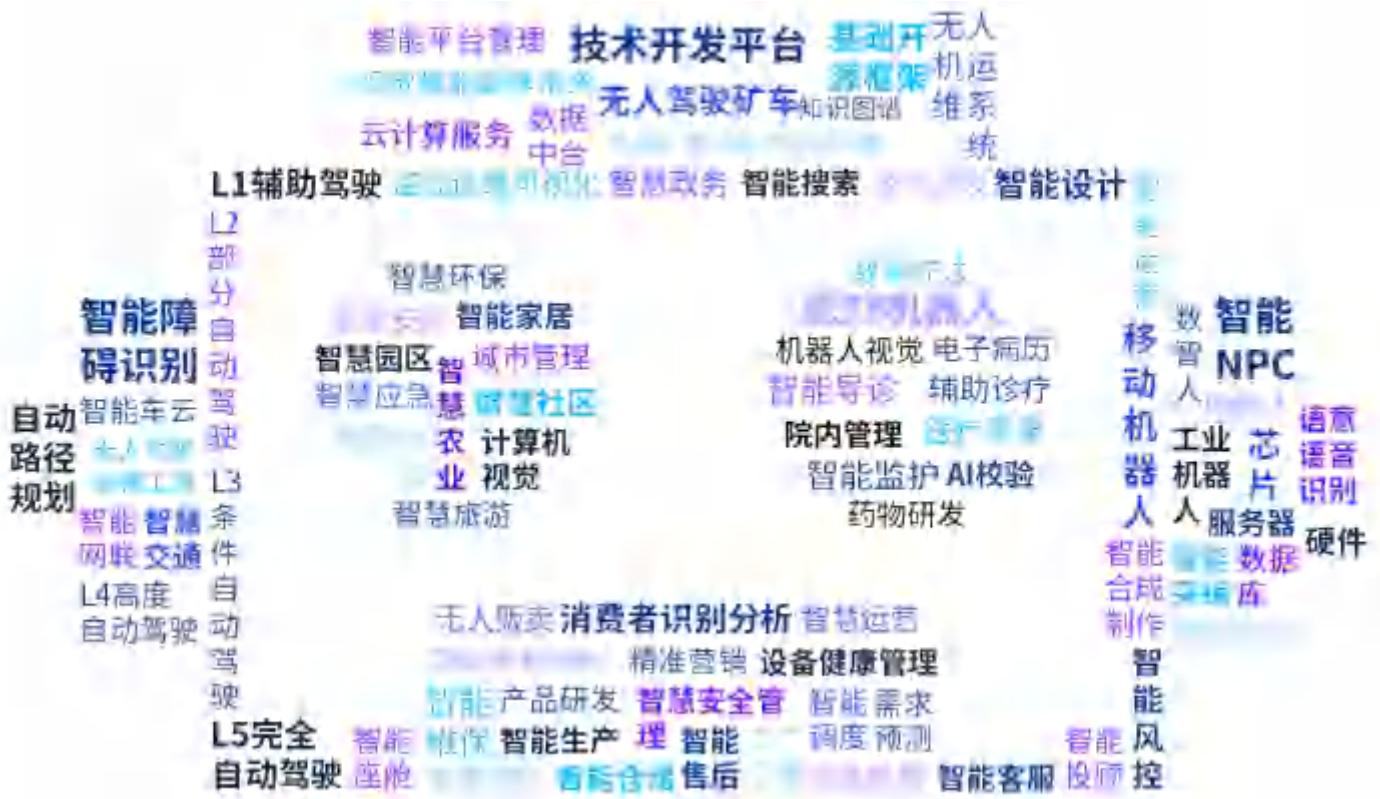 智能平台管理
技术开发平台
基础开
源框架
无人
机运
维系
统
无人驾驶矿车
知识图谱
云计算服务
数据
中台
L1辅助驾驶
智慧政务
智能搜索
智能设计
L2
部
分
自
动
驾
驶
L3
条
件
自
动
驾
驶
智能障
碍识别
自动
路径
规划
智能车云
智能
网联
智慧
交通
L4高度
自动驾驶
L5完全
自动驾驶
智慧环保
智能家居
智慧园区
智
慧
农
业
城市管理
智慧应急
智慧社区
计算机
视觉
智慧旅游
机器人视觉
电子病历
智能导诊
辅助诊疗
院内管理
智能监护
AI校验
药物研发
移
动
机
器
人
数
智
人
智能
NPC
工业
机器
人
芯
片
语意
语音
识别
服务器
硬件
智能
合成
制作
数据
库
无人贩卖
消费者识别分析
智慧运营
精准营销
设备健康管理
智能
维保
产品研发
智慧安全管
理
智能
调度
需求
预测
智能
座舱
智能生产
智能
售后
智能仓储
智能客服
智能
投顾
智
能
风
控